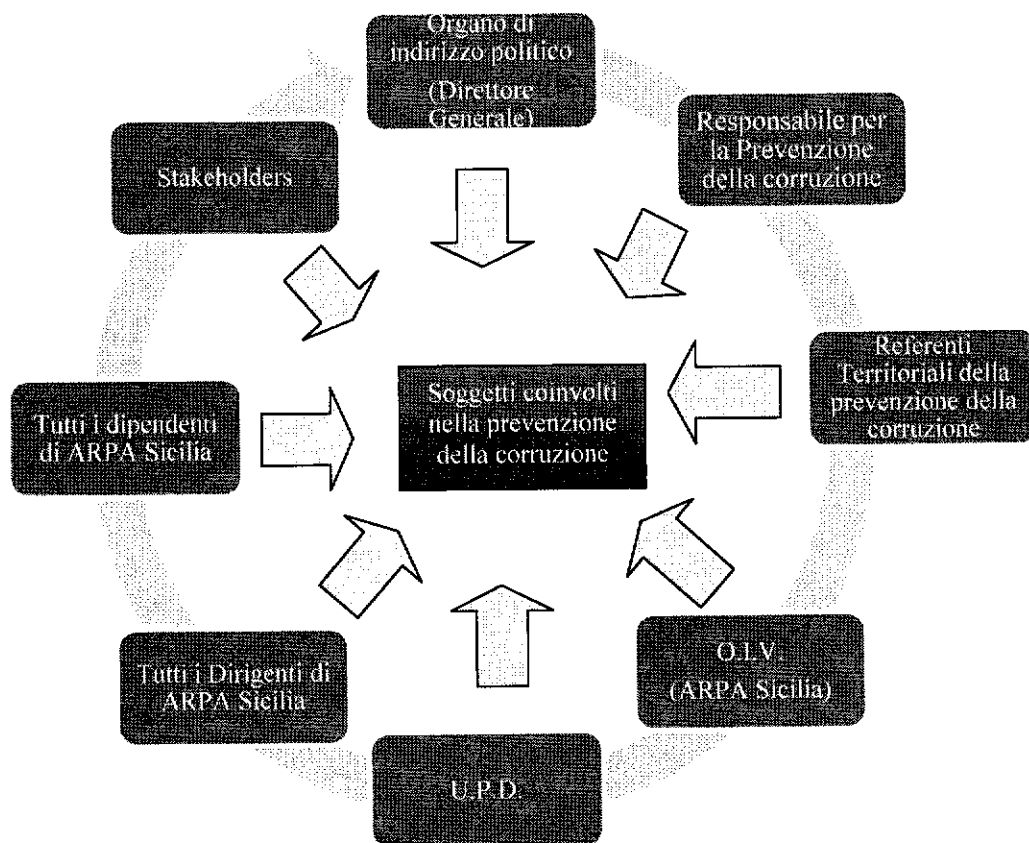 Organo di
indirizzo politico
(Direttore
Generale)
Responsabile per
la Prevenzione
della corruzione
Stakeholders
Referenti
Territoriali della
prevenzione della
corruzione
Soggetti coinvolti
nella prevenzione
della corruzione
Tutti i dipendenti
di ARPA Sicilia
O.I.V.
(ARPA Sicilia)
Tutti i Dirigenti di
ARPA Sicilia
U.P.D.